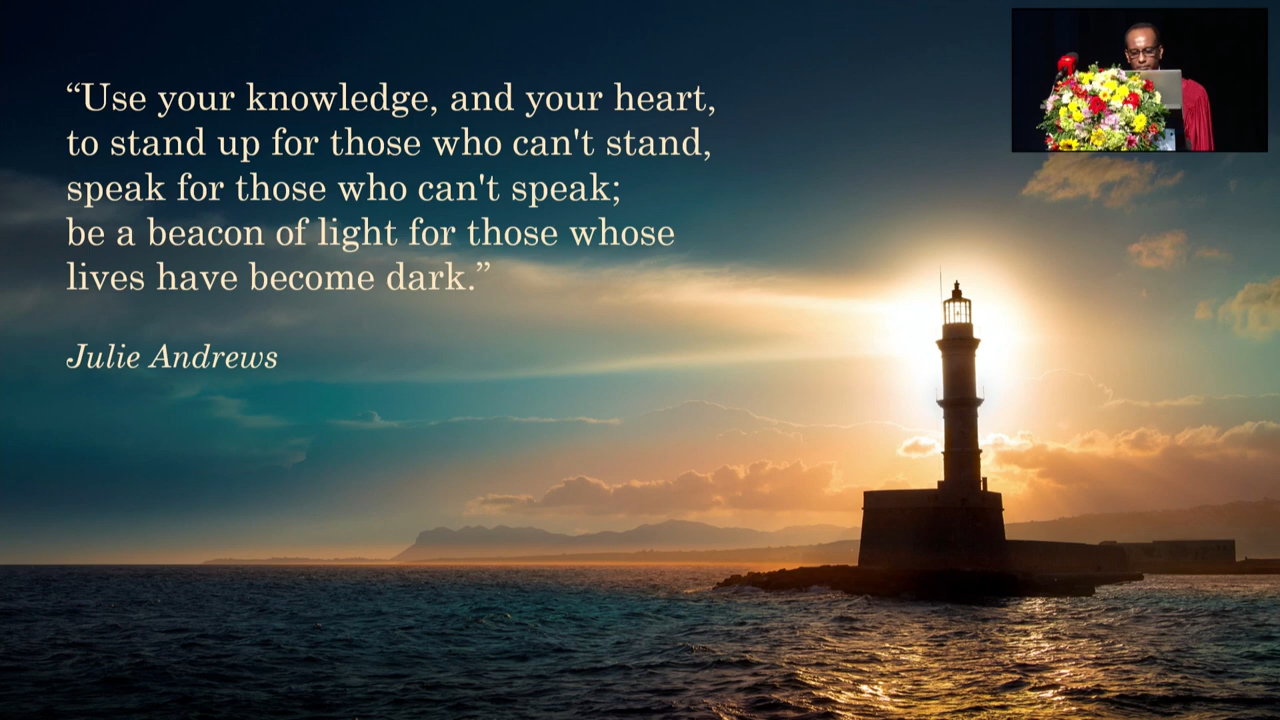 “Use your knowledge, and your heart,
to stand up for those who can't stand,
speak for those who can't speak;
be a beacon of light for those whose
lives have become dark.”
Julie Andrews